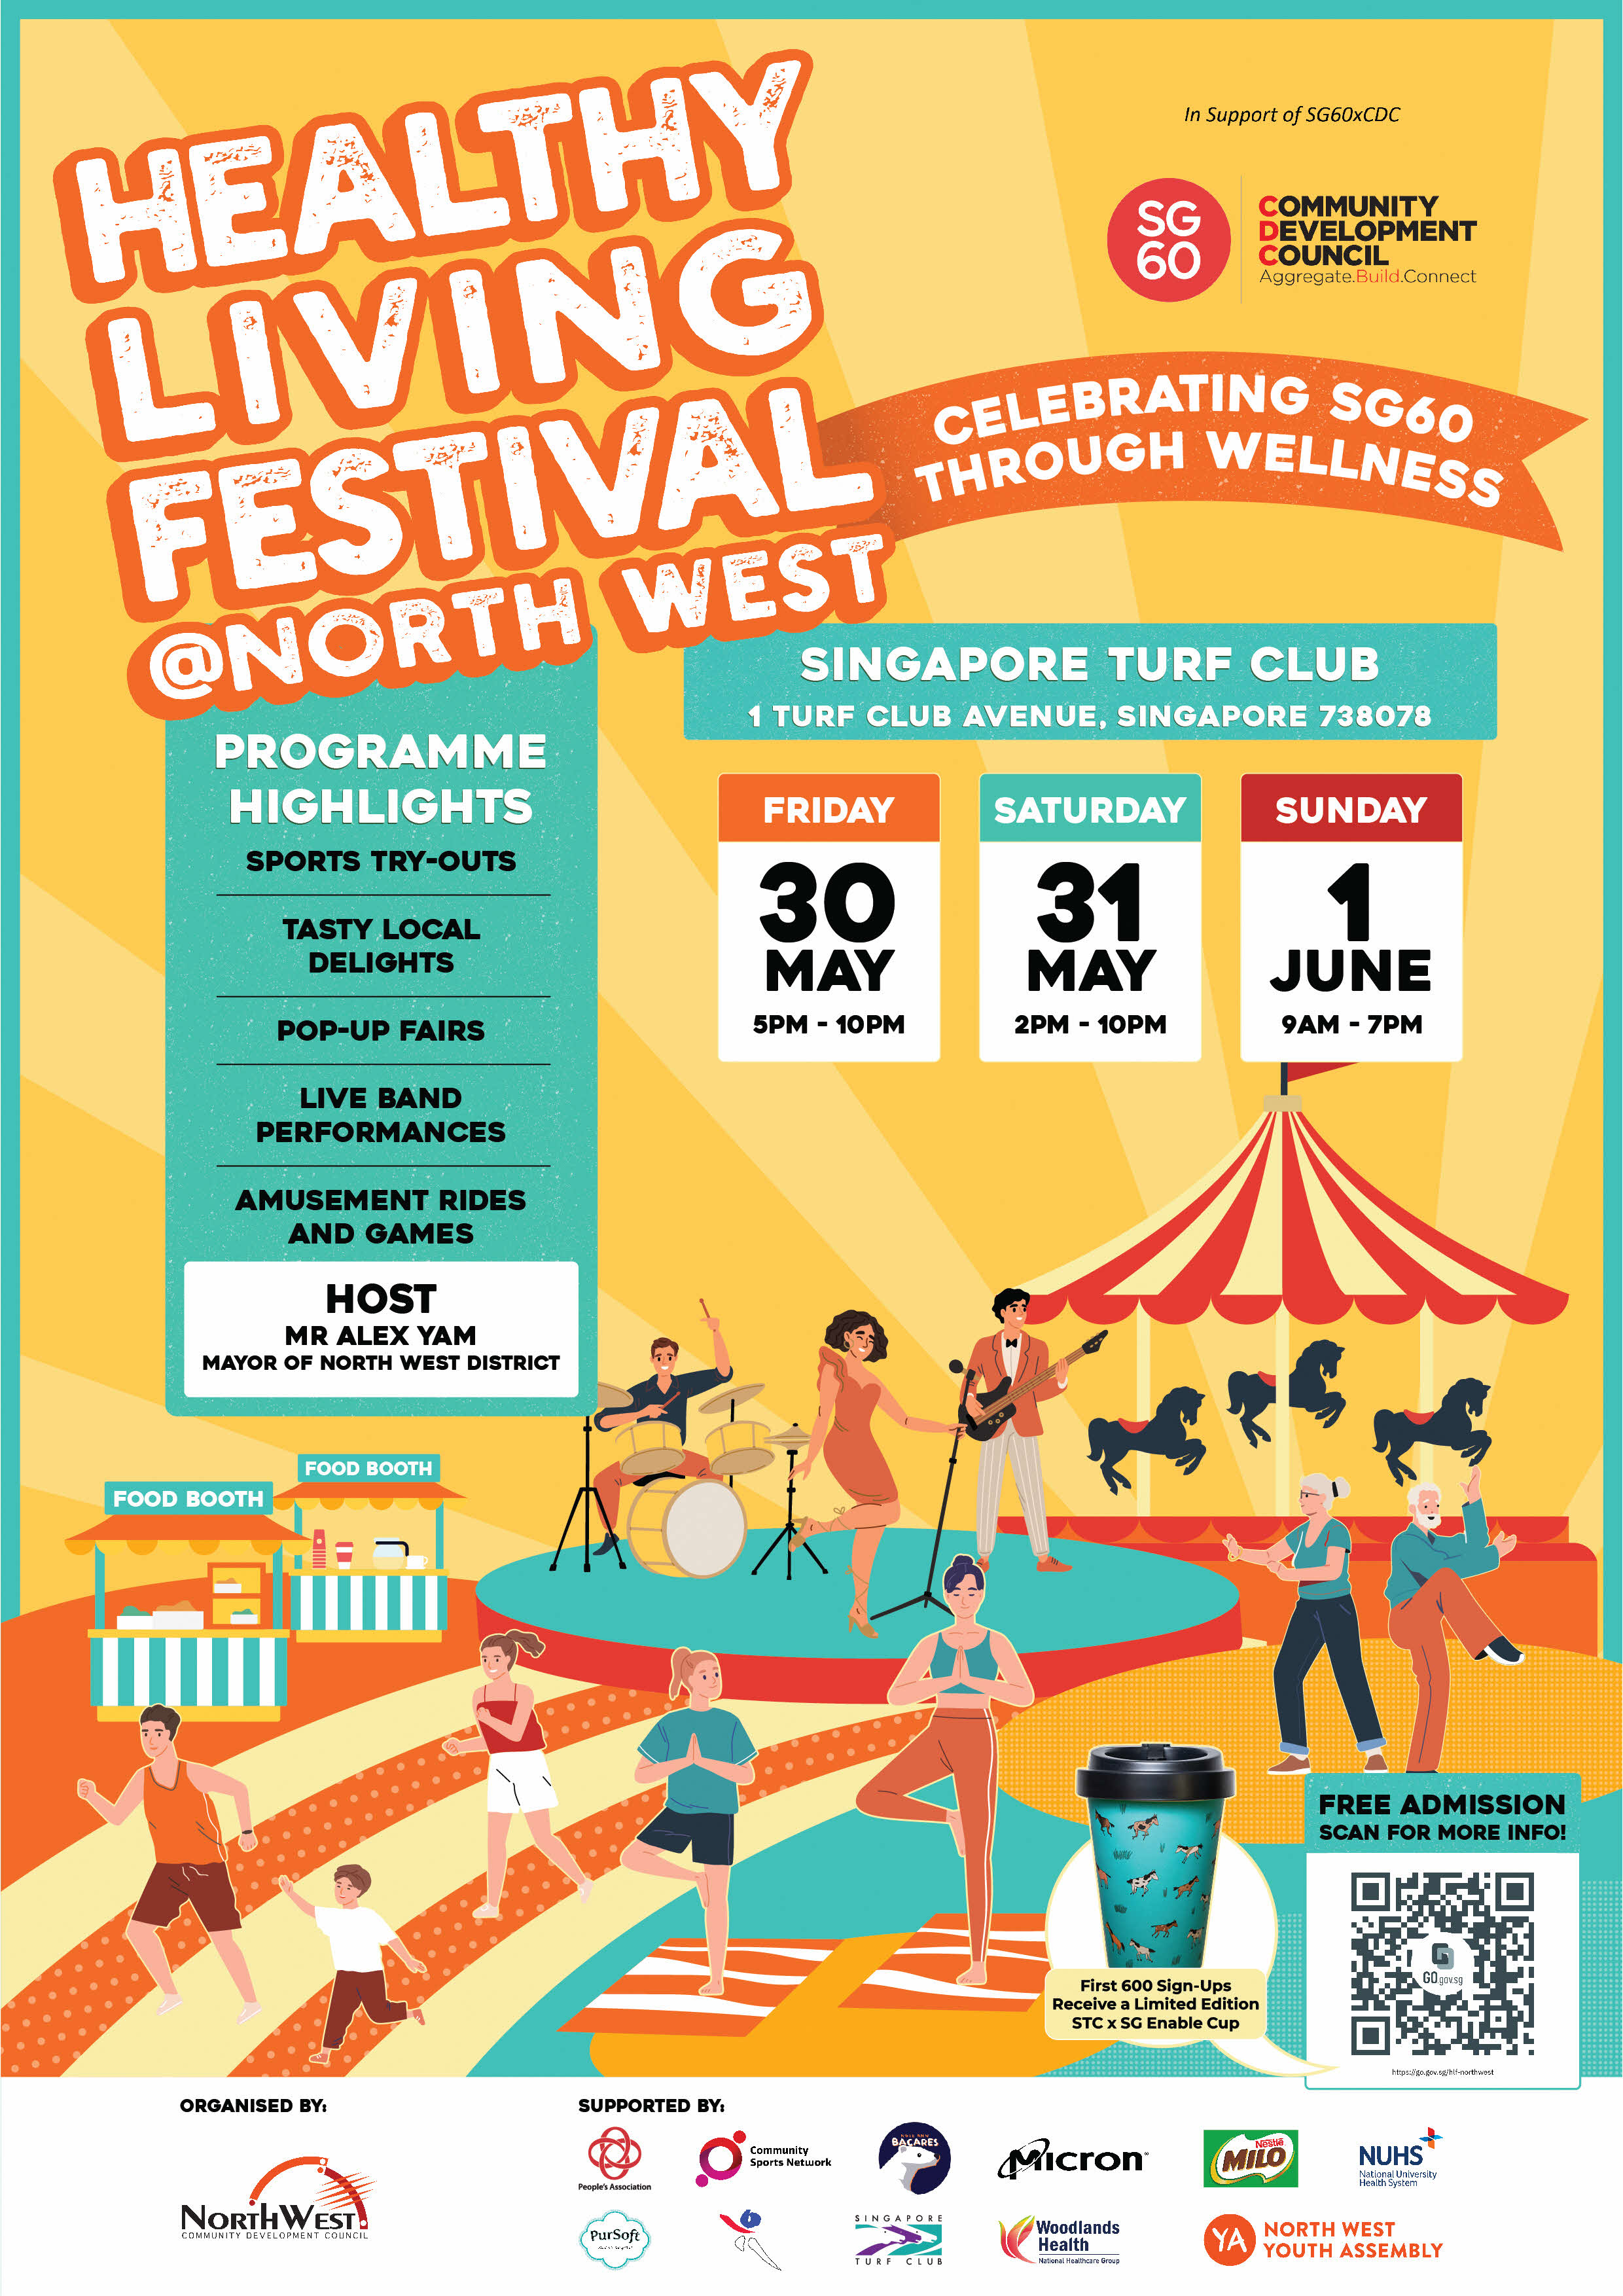 HEALTHY
LIVING
FESTIVAL
@NORTH WEST
In Support of SG60xCDC
SG
60
COMMUNITY
DEVELOPMENT
COUNCIL
Aggregate.Build.Connect
CELEBRATING SG60
THROUGH WELLNESS
SINGAPORE TURF CLUB
1 TURF CLUB AVENUE, SINGAPORE 738078
PROGRAMME
HIGHLIGHTS
SPORTS TRY-OUTS
TASTY LOCAL
DELIGHTS
POP-UP FAIRS
LIVE BAND
PERFORMANCES
AMUSEMENT RIDES
AND GAMES
HOST
MR ALEX YAM
MAYOR OF NORTH WEST DISTRICT
FRIDAY
30
MAY
5PM - 10PM
SATURDAY
31
MAY
2PM - 10PM
SUNDAY
1
JUNE
9AM - 7PM
FOOD BOOTH
FOOD BOOTH
FREE ADMISSION
SCAN FOR MORE INFO!
GO.gov.sg
https://go.gov.sg/hlf-northwest
First 600 Sign-Ups
Receive a Limited Edition
STC x SG Enable Cup
ORGANISED BY:
NORTHWEST
COMMUNITY DEVELOPMENT COUNCIL
SUPPORTED BY:
People's Association
Community
Sports Network
BACARES
Micron
Nestlé
MILO
NUHS
National University
Health System
PurSoft
SINGAPORE
TURF CLUB
Woodlands
Health
National Healthcare Group
YA
NORTH WEST
YOUTH ASSEMBLY